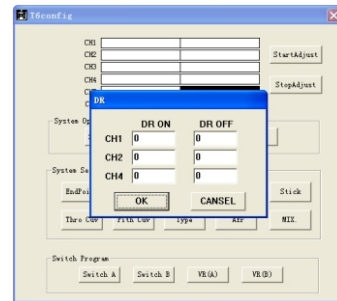 T6config
CH1
CH2
CH3
CH4
StartAdjust
StopAdjust
DR
DR ON DR OFF
CH1 0 0
CH2 0 0
CH4 0 0
OK CANSEL
System Op
System Se
EndPoi
Stick
Thro Cuv Pith Cuv Type Afr MIX.
Switch Program
Switch A Switch B VR(A) VR(B)